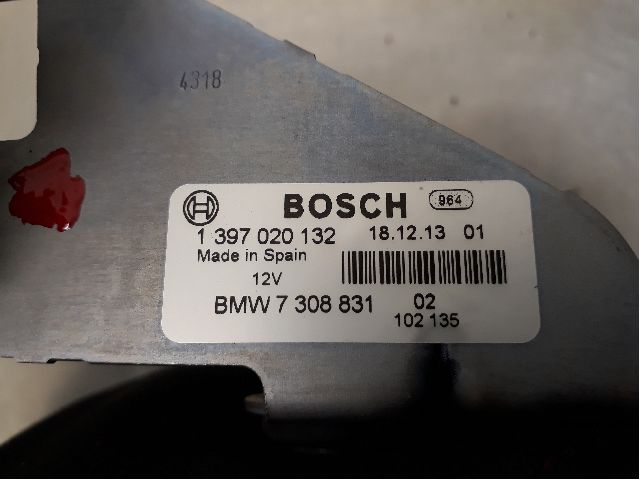 4318
BOSCH 964
1 397 020 132 18.12.13 01
Made in Spain
12V
BMW 7 308 831 02
102 135